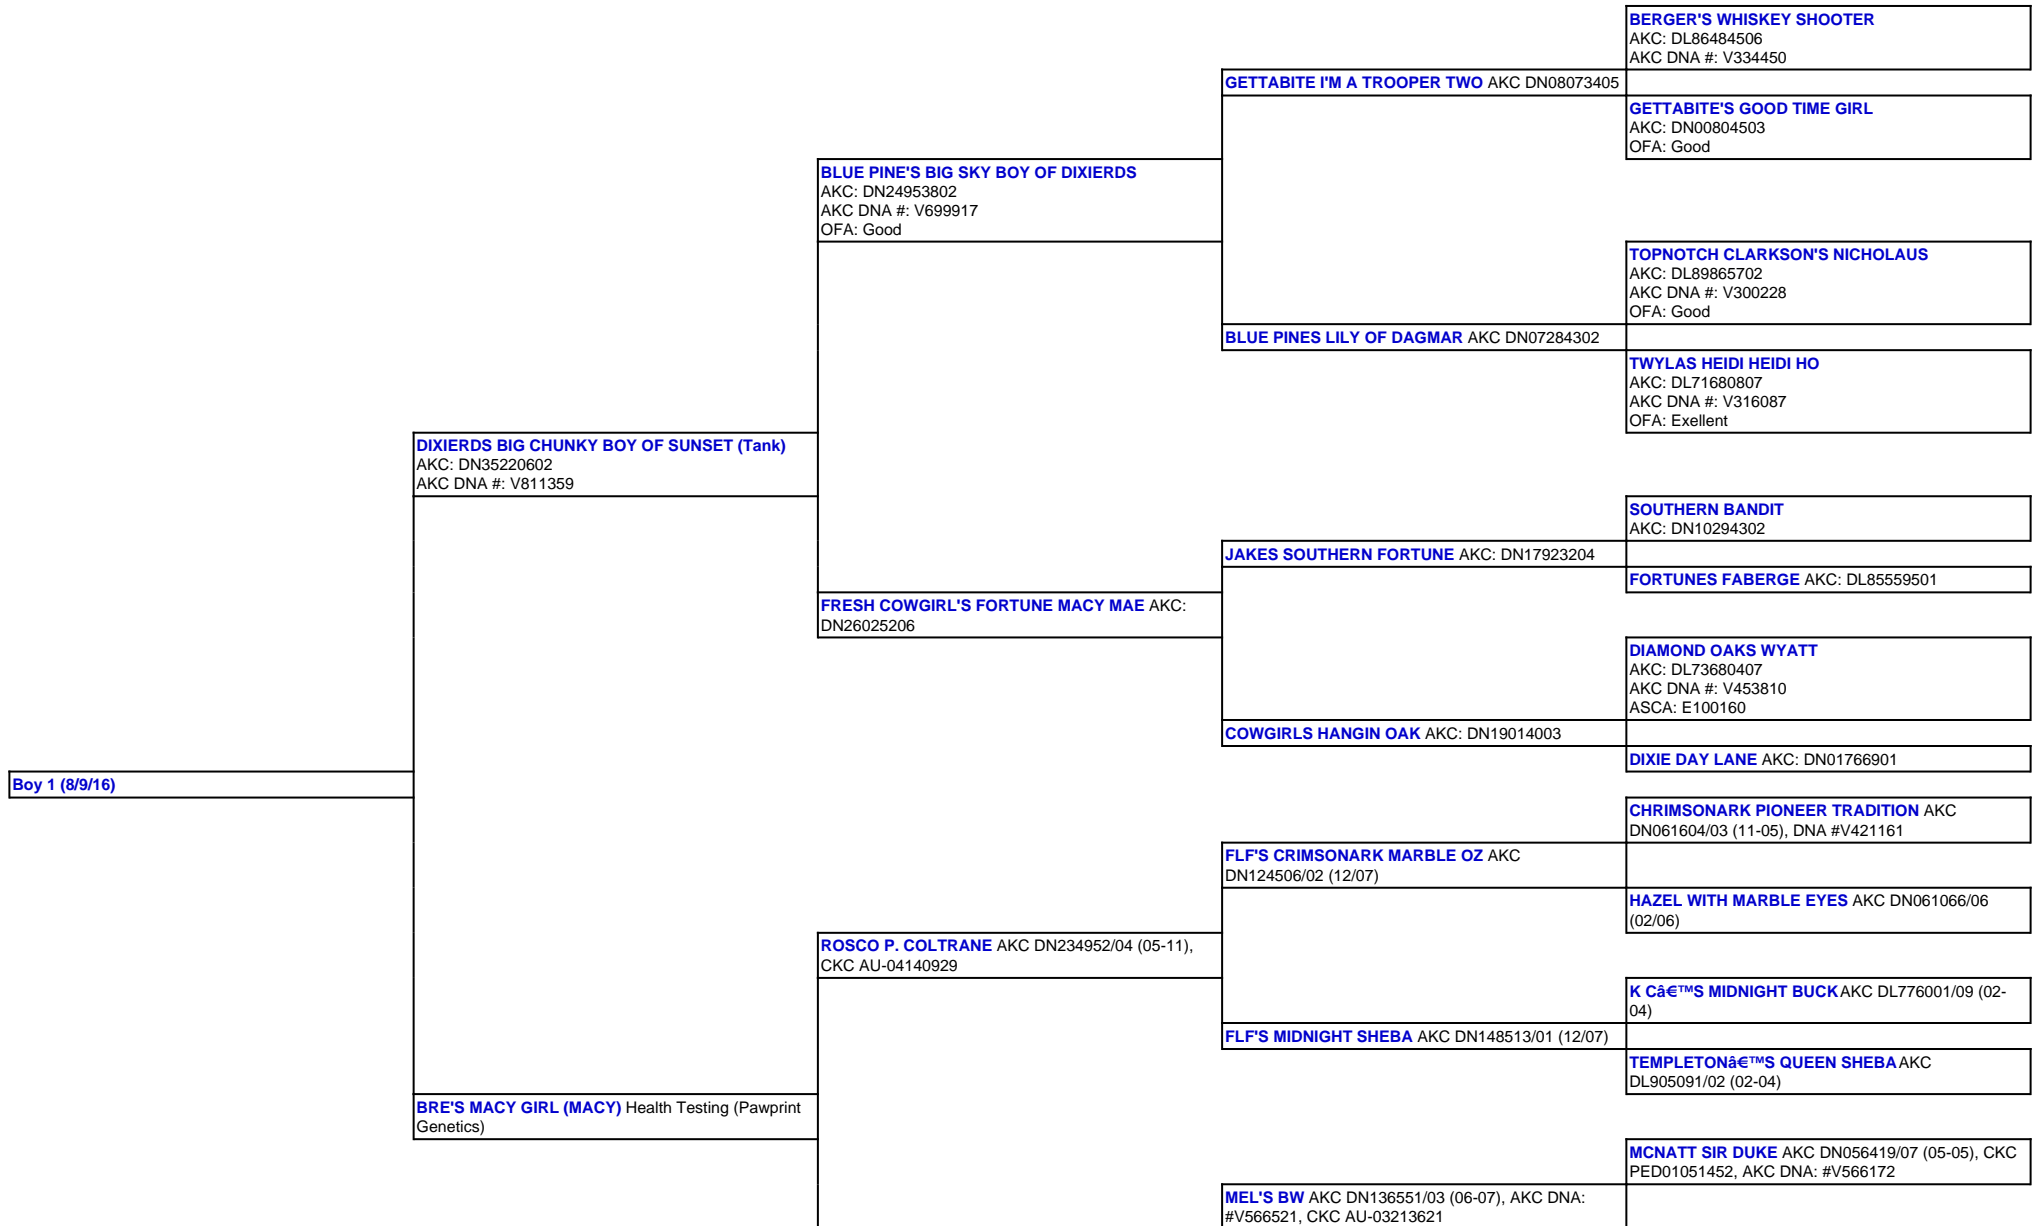 BERGER'S WHISKEY SHOOTER
AKC: DL86484506
AKC DNA #: V334450
GETTABITE I'M A TROOPER TWO AKC DN08073405
GETTABITE'S GOOD TIME GIRL
AKC: DN00804503
OFA: Good
BLUE PINE'S BIG SKY BOY OF DIXIERDS
AKC: DN24953802
AKC DNA #: V699917
OFA: Good
TOPNOTCH CLARKSON'S NICHOLAUS
AKC: DL89865702
AKC DNA #: V300228
OFA: Good
BLUE PINES LILY OF DAGMAR AKC DN07284302
TWYLAS HEIDI HEIDI HO
AKC: DL71680807
AKC DNA #: V316087
OFA: Exellent
DIXIERDS BIG CHUNKY BOY OF SUNSET (Tank)
AKC: DN35220602
AKC DNA #: V811359
SOUTHERN BANDIT
AKC: DN10294302
JAKES SOUTHERN FORTUNE AKC: DN17923204
FORTUNES FABERGE AKC: DL85559501
FRESH COWGIRL'S FORTUNE MACY MAE AKC:
DN26025206
DIAMOND OAKS WYATT
AKC: DL73680407
AKC DNA #: V453810
ASCA: E100160
COWGIRLS HANGIN OAK AKC: DN19014003
DIXIE DAY LANE AKC: DN01766901
Boy 1 (8/9/16)
CHRIMSONARK PIONEER TRADITION AKC
DN061604/03 (11-05), DNA #V421161
FLF'S CRIMSONARK MARBLE OZ AKC
DN124506/02 (12/07)
HAZEL WITH MARBLE EYES AKC DN061066/06
(02/06)
ROSCO P. COLTRANE AKC DN234952/04 (05-11),
CKC AU-04140929
K Câ€™S MIDNIGHT BUCK AKC DL776001/09 (02-
04)
FLF'S MIDNIGHT SHEBA AKC DN148513/01 (12/07)
TEMPLETONâ€™S QUEEN SHEBA AKC
DL905091/02 (02-04)
BRE'S MACY GIRL (MACY) Health Testing (Pawprint
Genetics)
MCNATT SIR DUKE AKC DN056419/07 (05-05), CKC
PED01051452, AKC DNA: #V566172
MEL'S BW AKC DN136551/03 (06-07), AKC DNA:
#V566521, CKC AU-03213621